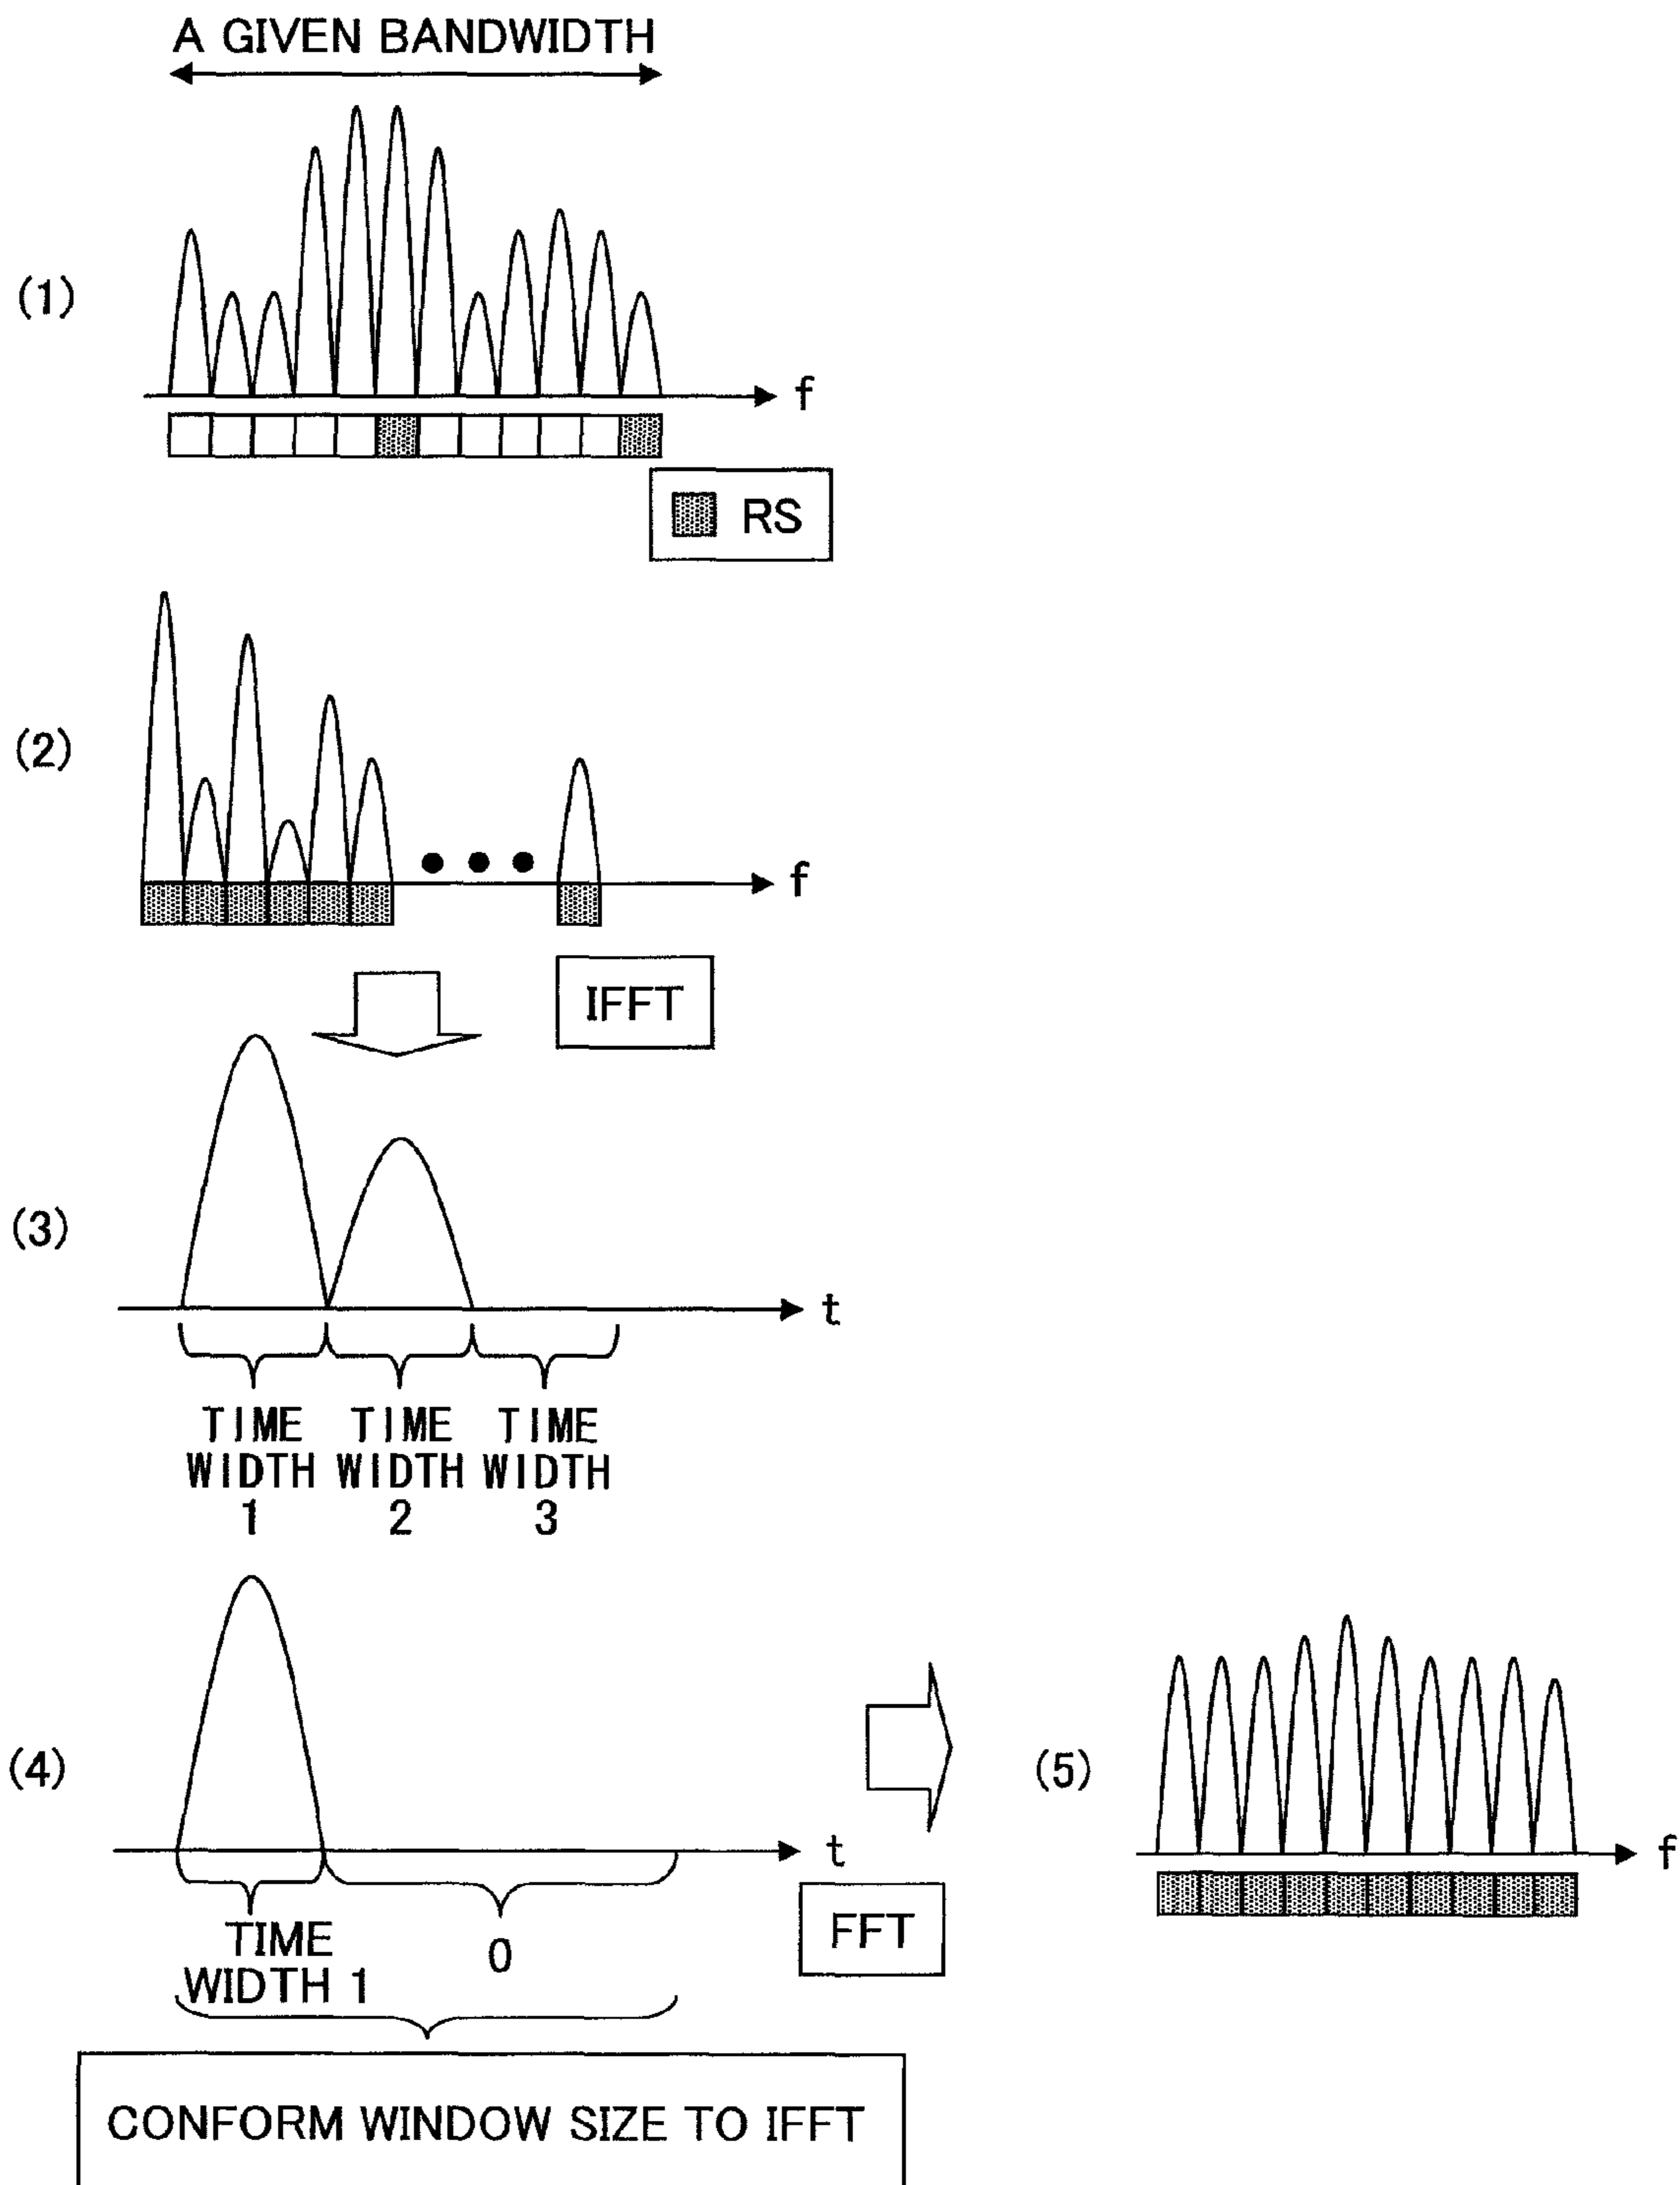 A GIVEN BANDWIDTH
(1)
f
RS
(2)
f
IFFT
(3)
t
TIME WIDTH 1
TIME WIDTH 2
TIME WIDTH 3
(4)
t
TIME WIDTH 1
0
FFT
(5)
f
CONFORM WINDOW SIZE TO IFFT